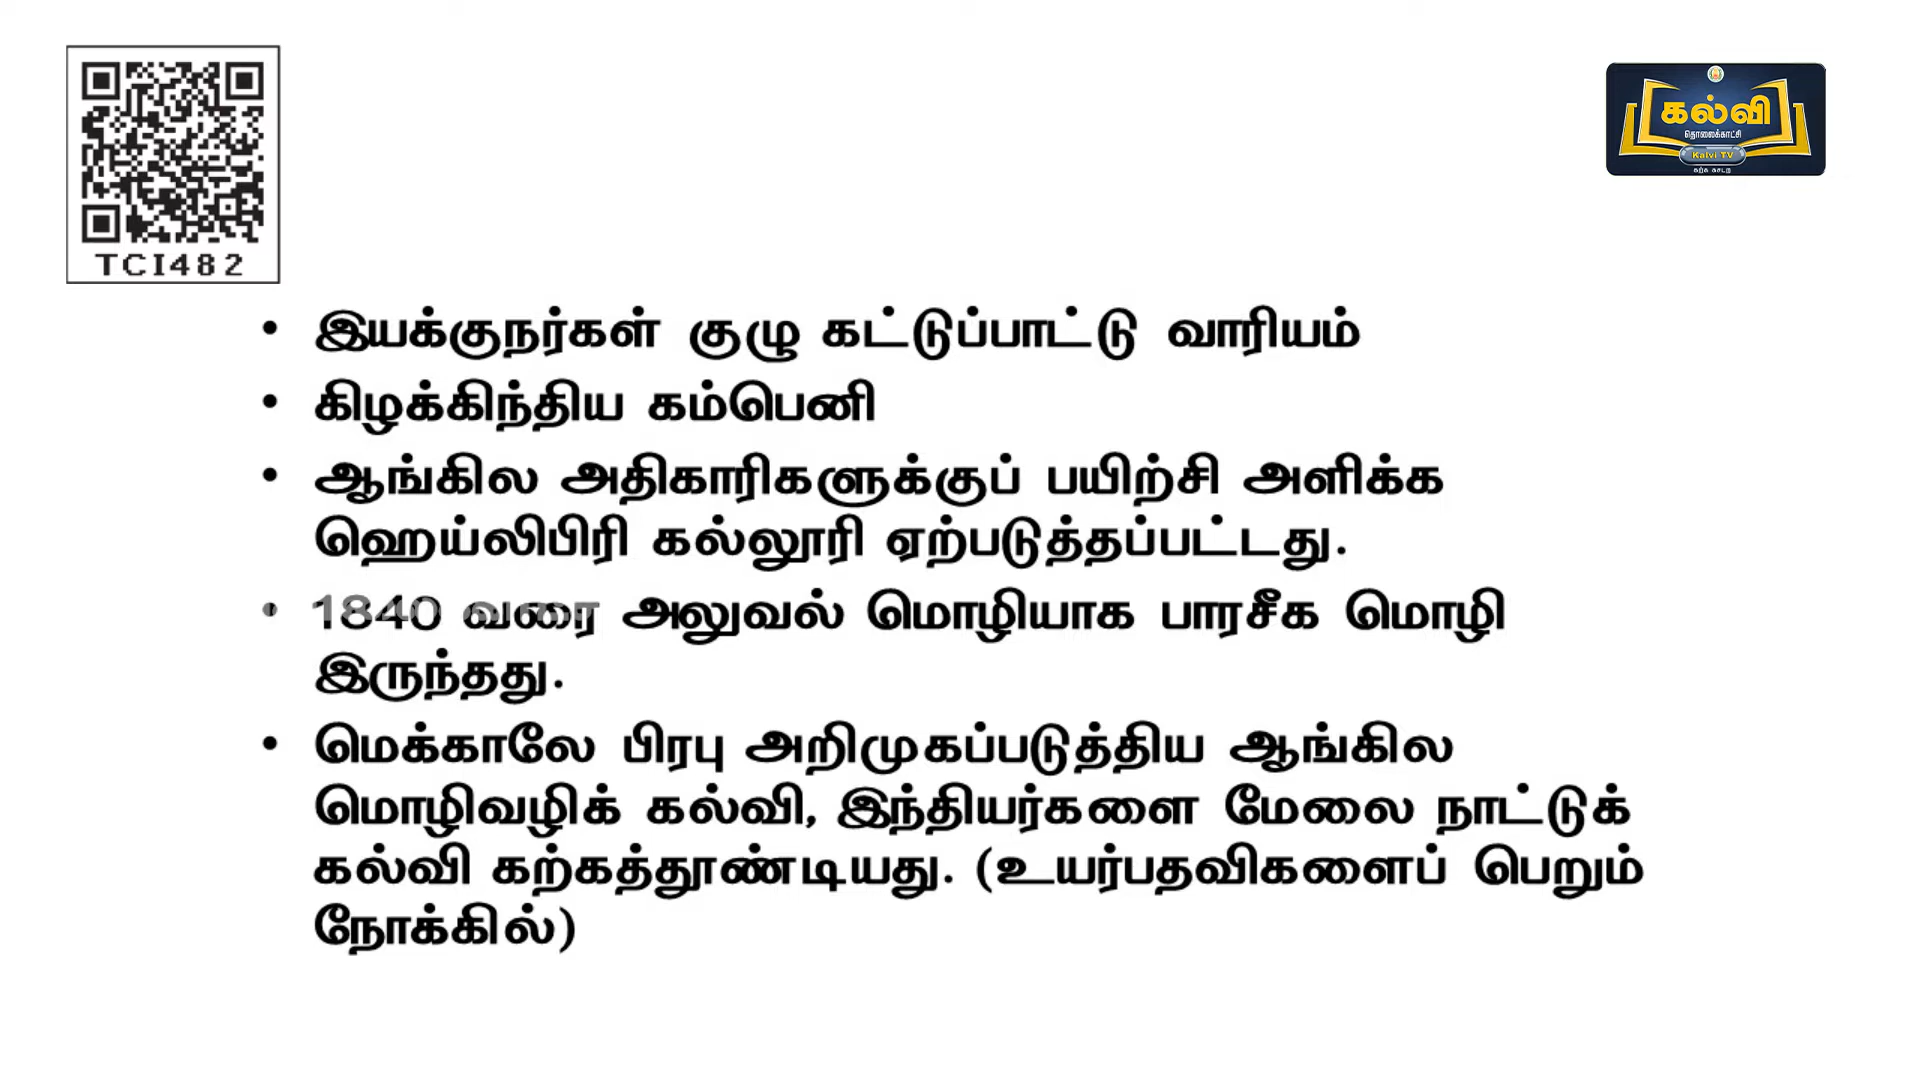 TCI482
கல்வி
தொலைக்காட்சி
Kalvi TV
கற்க கசடற
• இயக்குநர்கள் குழு கட்டுப்பாட்டு வாரியம்
• கிழக்கிந்திய கம்பெனி
• ஆங்கில அதிகாரிகளுக்குப் பயிற்சி அளிக்க
ஹெய்லிபிரி கல்லூரி ஏற்படுத்தப்பட்டது.
• 1840 வரை அலுவல் மொழியாக பாரசீக மொழி
இருந்தது.
• மெக்காலே பிரபு அறிமுகப்படுத்திய ஆங்கில
மொழிவழிக் கல்வி, இந்தியர்களை மேலை நாட்டுக்
கல்வி கற்கத்தூண்டியது. (உயர்பதவிகளைப் பெறும்
நோக்கில்)